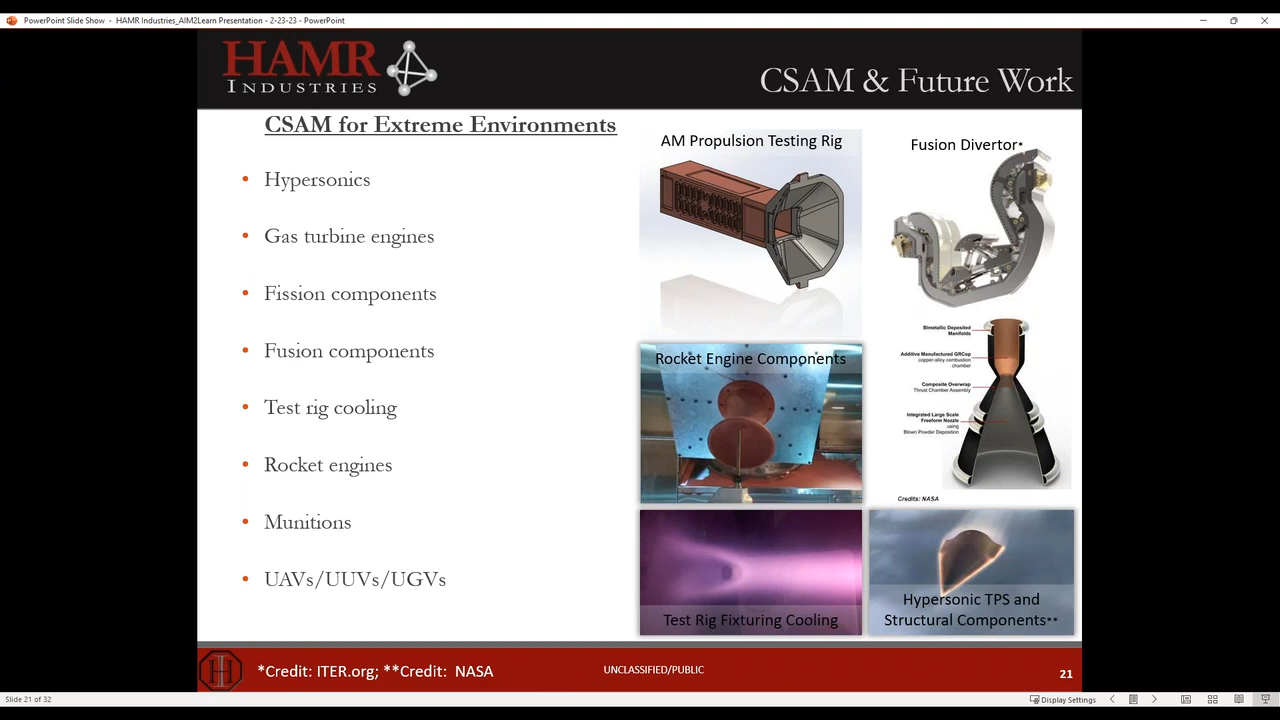 PowerPoint Slide Show - HAMR Industries_AIM2Learn Presentation - 2-23-23 - PowerPoint
HAMR
INDUSTRIES
CSAM & Future Work
CSAM for Extreme Environments
• Hypersonics
• Gas turbine engines
• Fission components
• Fusion components
• Test rig cooling
• Rocket engines
• Munitions
• UAVs/UUVs/UGVs
AM Propulsion Testing Rig
Fusion Divertor*
Rocket Engine Components
Bimetallic Deposited
Manifolds
Additive Manufactured GRCop
copper-alloy combustion
chamber
Composite Overwrap
Thrust Chamber Assembly
Integrated Large Scale
Freeform Nozzle
using
Blown Powder Deposition
Credits: NASA
Test Rig Fixturing Cooling
Hypersonic TPS and
Structural Components**
*Credit: ITER.org; **Credit: NASA
UNCLASSIFIED/PUBLIC
21
Slide 21 of 32
Display Settings